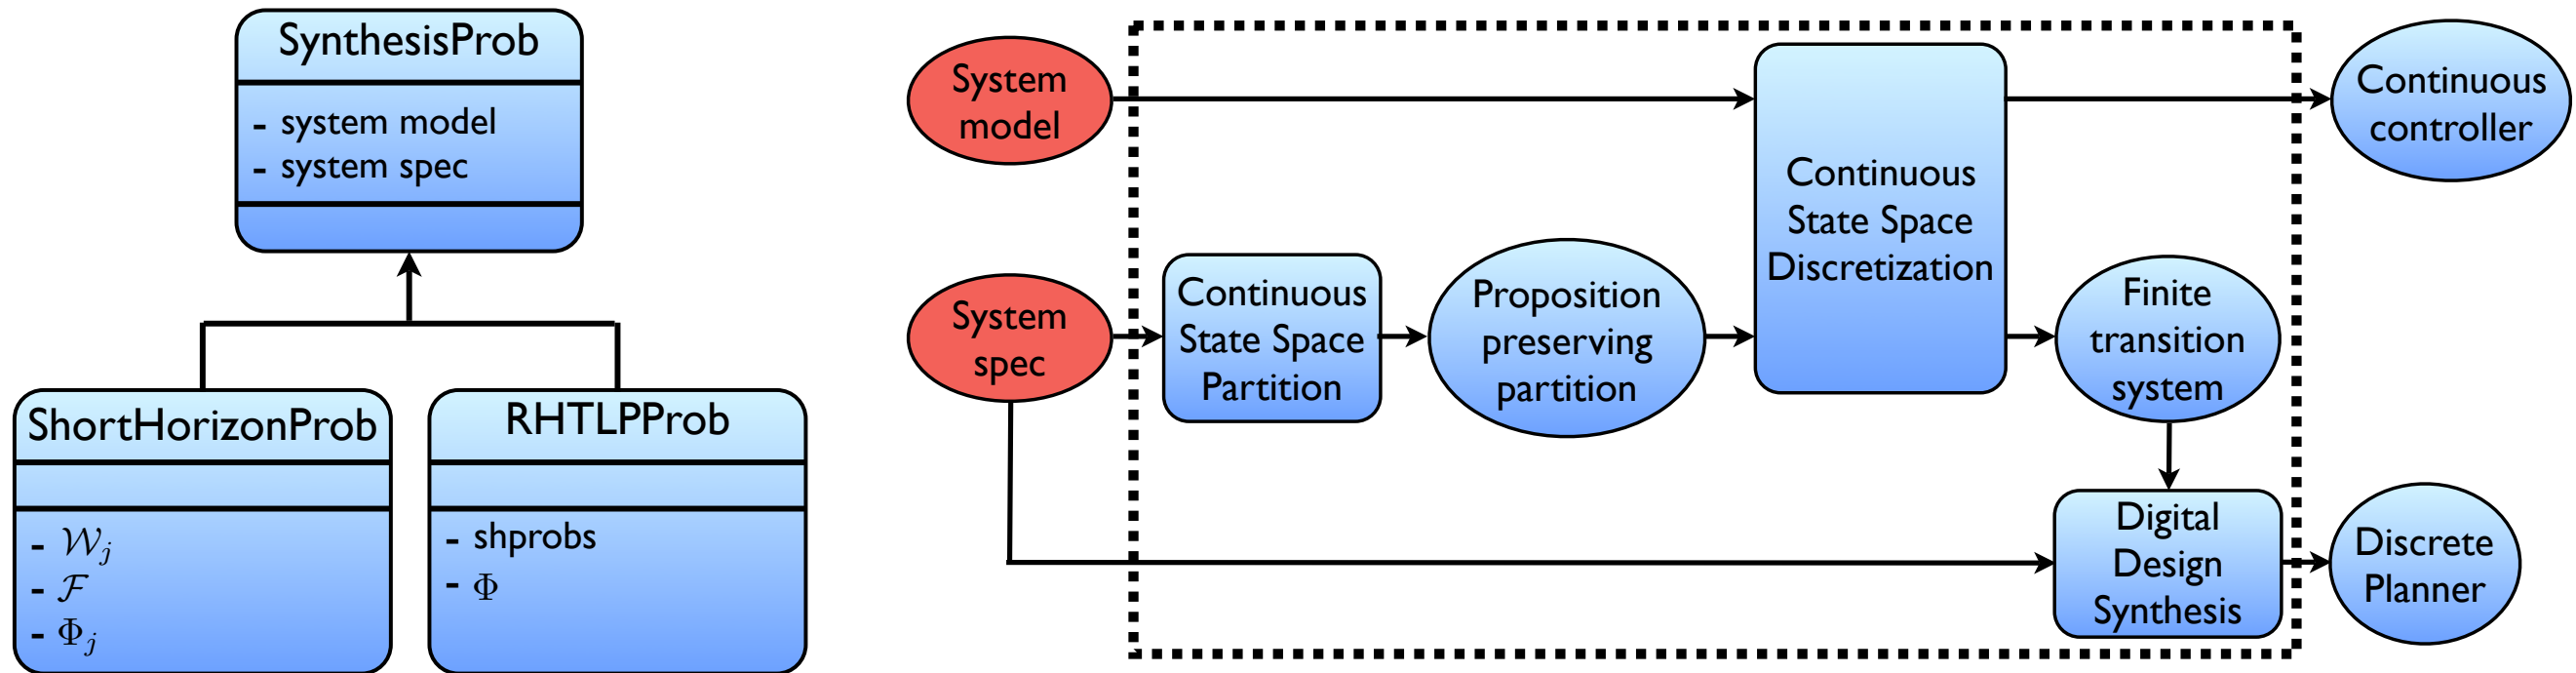 SynthesisProb
- system model
- system spec
ShortHorizonProb
- 𝒲ⱼ
- ℱ
- Φⱼ
RHTLPProb
- shprobs
- Φ
System
model
System
spec
Continuous
State Space
Partition
Proposition
preserving
partition
Continuous
State Space
Discretization
Finite
transition
system
Digital
Design
Synthesis
Continuous
controller
Discrete
Planner